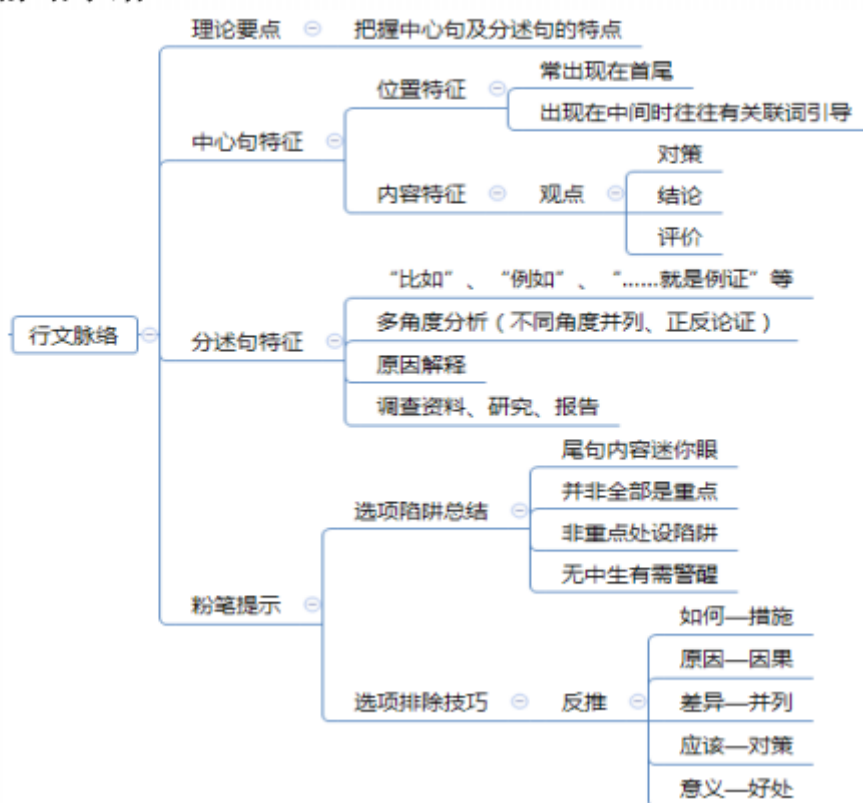 行文脉络
理论要点
把握中心句及分述句的特点
中心句特征
位置特征
常出现在首尾
出现在中间时往往有关联词引导
内容特征
观点
对策
结论
评价
分述句特征
“比如”、“例如”、“……就是例证”等
多角度分析（不同角度并列、正反论证）
原因解释
调查资料、研究、报告
粉笔提示
选项陷阱总结
尾句内容迷你眼
并非全部是重点
非重点处设陷阱
无中生有需警醒
选项排除技巧
反推
如何—措施
原因—因果
差异—并列
应该—对策
意义—好处